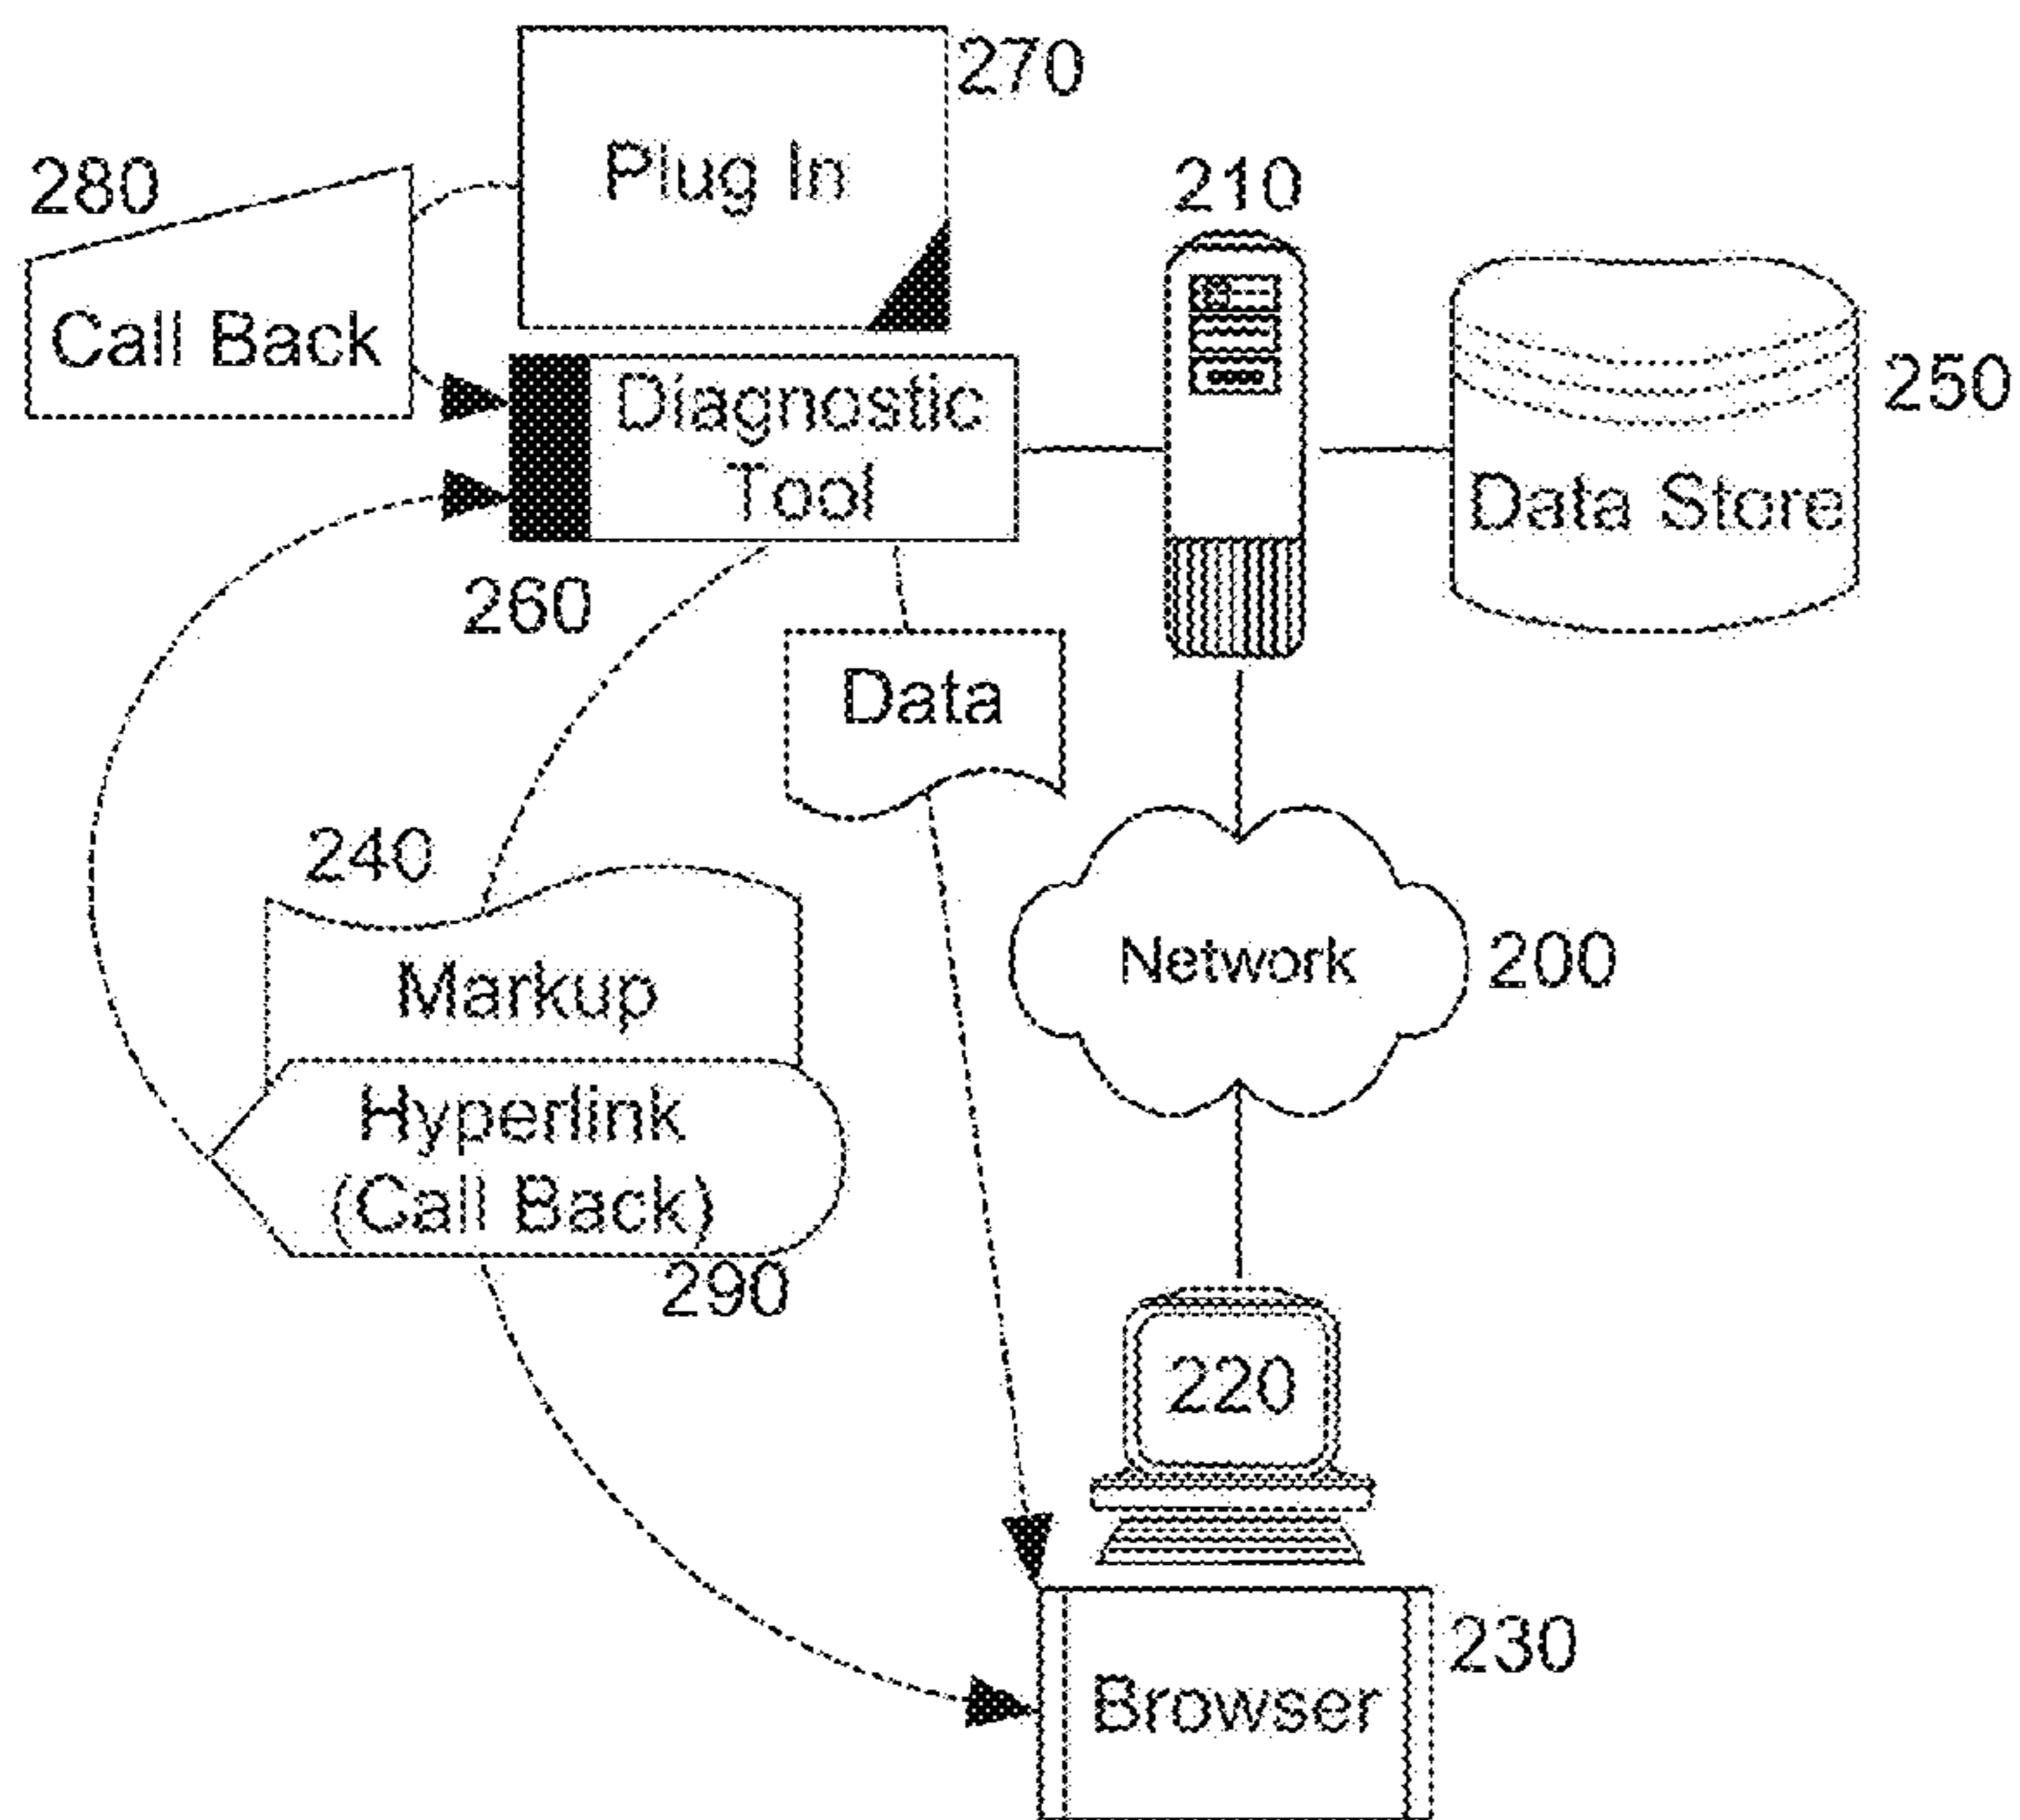 270
Plug In
280
210
Call Back
Diagnostic
Tool
250
Data Store
260
Data
240
Markup
Network
200
Hyperlink
(Call Back)
290
220
230
Browser